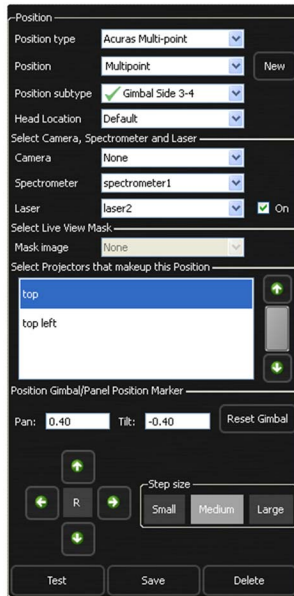 Position
Position type Acuras Multi-point
Position Multipoint New
Position subtype Gimbal Side 3-4
Head Location Default
Select Camera, Spectrometer and Laser
Camera None
Spectrometer spectrometer1
Laser laser2 On
Select Live View Mask
Mask image None
Select Projectors that makeup this Position
top
top left
Position Gimbal/Panel Position Marker
Pan: 0.40 Tilt: -0.40 Reset Gimbal
Step size
R Small Medium Large
Test Save Delete